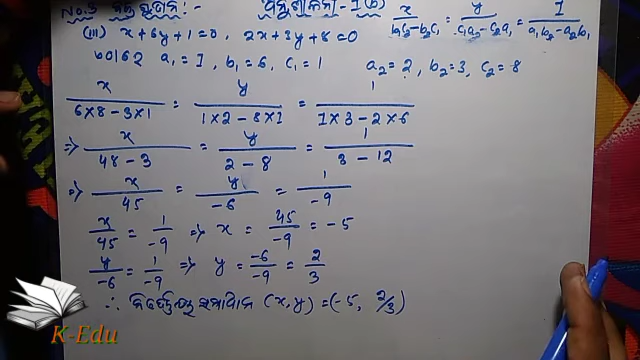 No.3 ବଜ୍ର ଗୁଣନ :- ଅନୁଶୀଳନୀ - 1(b) x/(b₁c₂-b₂c₁) = y/(c₁a₂-c₂a₁) = 1/(a₁b₂-a₂b₁)
(iii) x+6y+1=0, 2x+3y+8=0
ଏଠାରେ a₁=1, b₁=6, c₁=1 a₂=2, b₂=3, c₂=8
x/(6×8-3×1) = y/(1×2-8×1) = 1/(1×3-2×6)
⇒ x/(48-3) = y/(2-8) = 1/(3-12)
⇒ x/45 = y/-6 = 1/-9
x/45 = 1/-9 ⇒ x = 45/-9 = -5
y/-6 = 1/-9 ⇒ y = -6/-9 = 2/3
∴ ନିର୍ଣ୍ଣେୟ ସମାଧାନ (x,y) = (-5, 2/3)
K-Edu